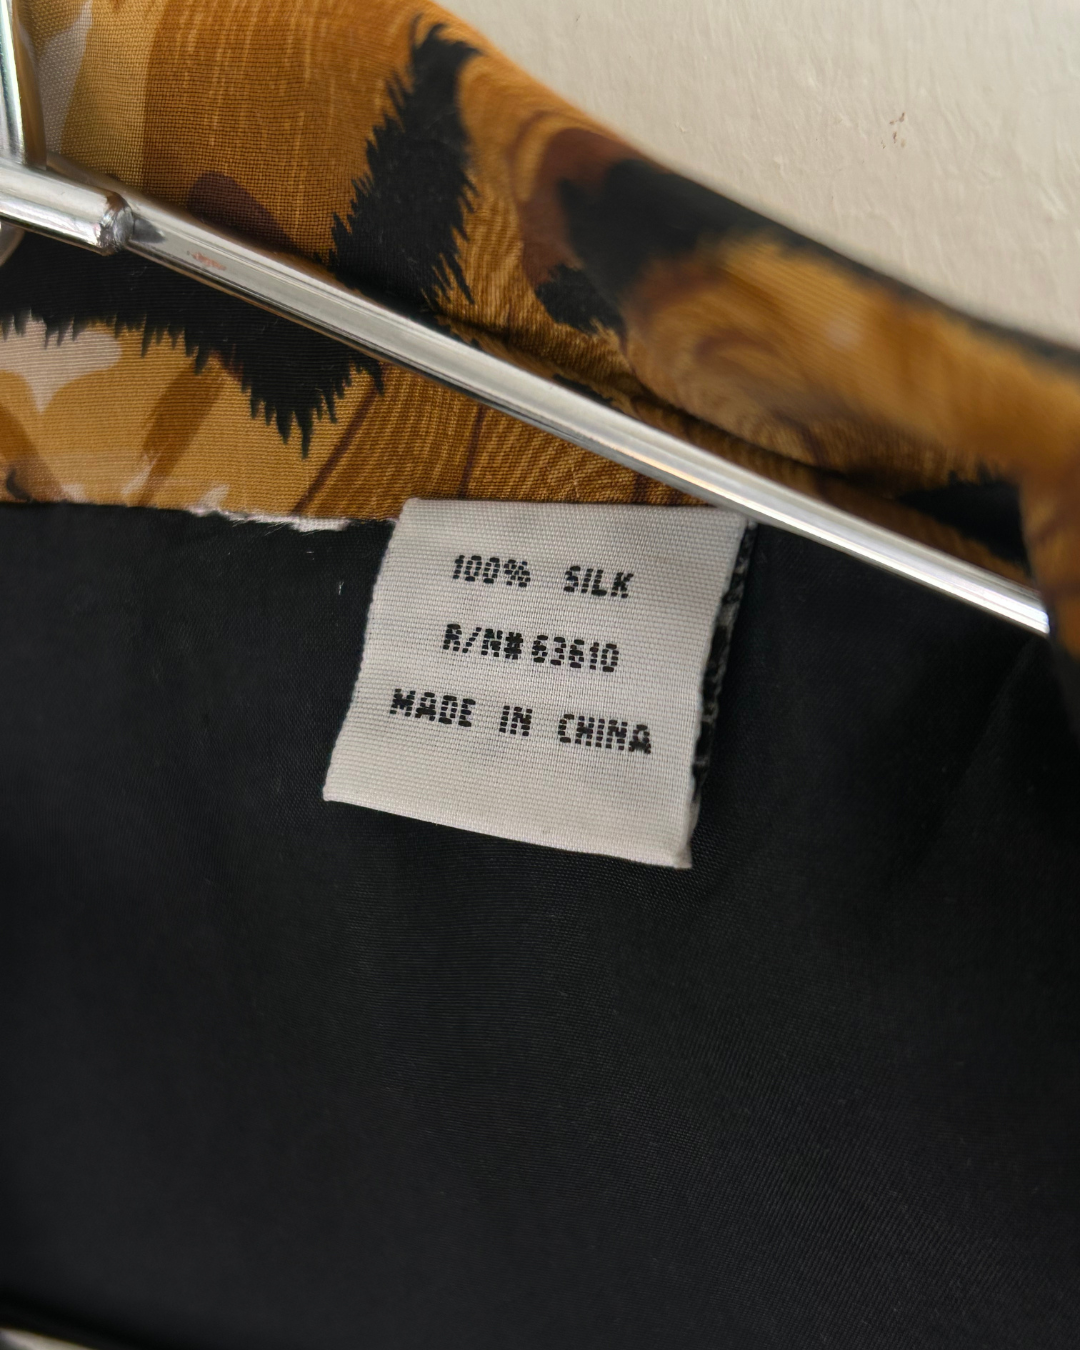 100% SILK
R/N# 63610
MADE IN CHINA